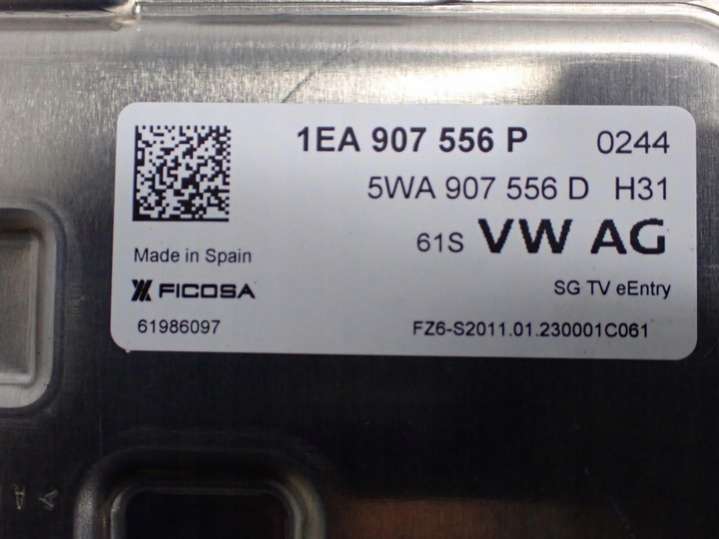 1EA 907 556 P 0244
5WA 907 556 D H31
61S VW AG
Made in Spain
FICOSA SG TV eEntry
61986097 FZ6-S2011.01.230001C061